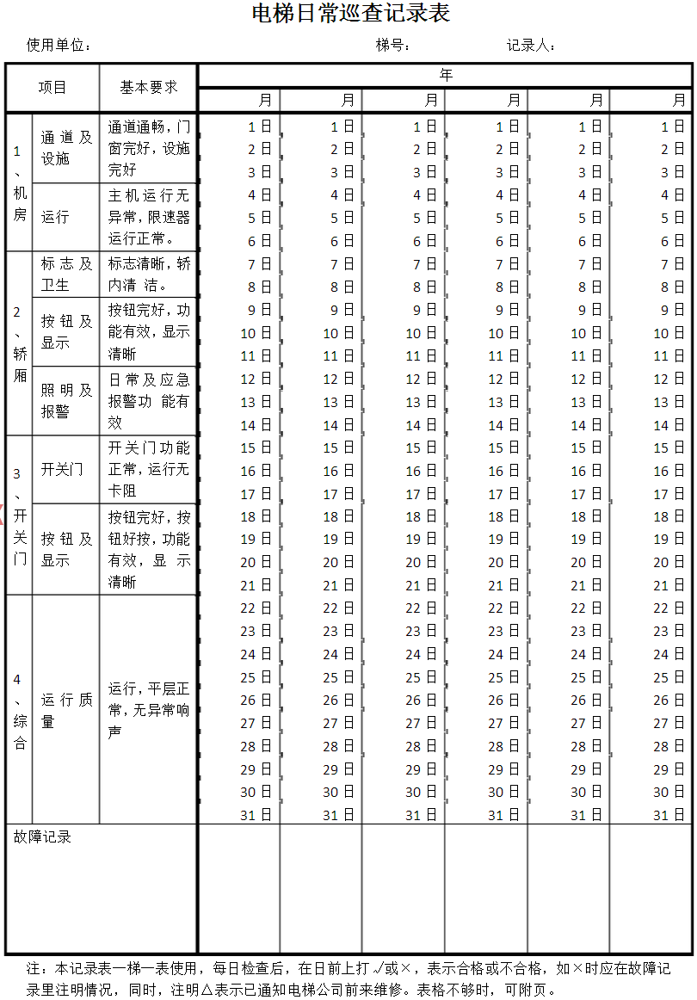 电梯日常巡查记录表
使用单位： 梯号： 记录人：
项目 基本要求 年
月 月 月 月 月 月
1、机房
通道及
设施
通道通畅，门
窗完好，设施
完好
运行
主机运行无
异常，限速器
运行正常。
2、轿厢
标志及
卫生
标志清晰，轿
内清 洁。
按钮及
显示
按钮完好，功
能有效，显示
清晰
照明及
报警
日常及应急
报警功 能有
效
3、开关门
开关门
开关门功能
正常，运行无
卡阻
按钮及
显示
按钮完好，按
钮好按，功能
有效，显 示
清晰
4、综合
运行质
量
运行，平层正
常，无异常响
声
1日 1日 1日 1日 1日 1日
2日 2日 2日 2日 2日 2日
3日 3日 3日 3日 3日 3日
4日 4日 4日 4日 4日 4日
5日 5日 5日 5日 5日 5日
6日 6日 6日 6日 6日 6日
7日 7日 7日 7日 7日 7日
8日 8日 8日 8日 8日 8日
9日 9日 9日 9日 9日 9日
10日 10日 10日 10日 10日 10日
11日 11日 11日 11日 11日 11日
12日 12日 12日 12日 12日 12日
13日 13日 13日 13日 13日 13日
14日 14日 14日 14日 14日 14日
15日 15日 15日 15日 15日 15日
16日 16日 16日 16日 16日 16日
17日 17日 17日 17日 17日 17日
18日 18日 18日 18日 18日 18日
19日 19日 19日 19日 19日 19日
20日 20日 20日 20日 20日 20日
21日 21日 21日 21日 21日 21日
22日 22日 22日 22日 22日 22日
23日 23日 23日 23日 23日 23日
24日 24日 24日 24日 24日 24日
25日 25日 25日 25日 25日 25日
26日 26日 26日 26日 26日 26日
27日 27日 27日 27日 27日 27日
28日 28日 28日 28日 28日 28日
29日 29日 29日 29日 29日 29日
30日 30日 30日 30日 30日 30日
31日 31日 31日 31日 31日 31日
故障记录
注：本记录表一梯一表使用，每日检查后，在日前上打√或×，表示合格或不合格，如×时应在故障记
录里注明情况，同时，注明△表示已通知电梯公司前来维修。表格不够时，可附页。